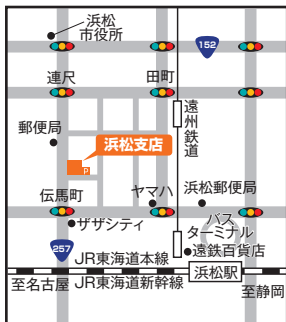 浜松
市役所
152
連尺
田町
遠州鉄道
郵便局
浜松支店
P
伝馬町
ヤマハ
浜松郵便局
ザザシティ
バス
ターミナル
遠鉄百貨店
257
JR東海道本線
浜松駅
至名古屋
JR東海道新幹線
至静岡